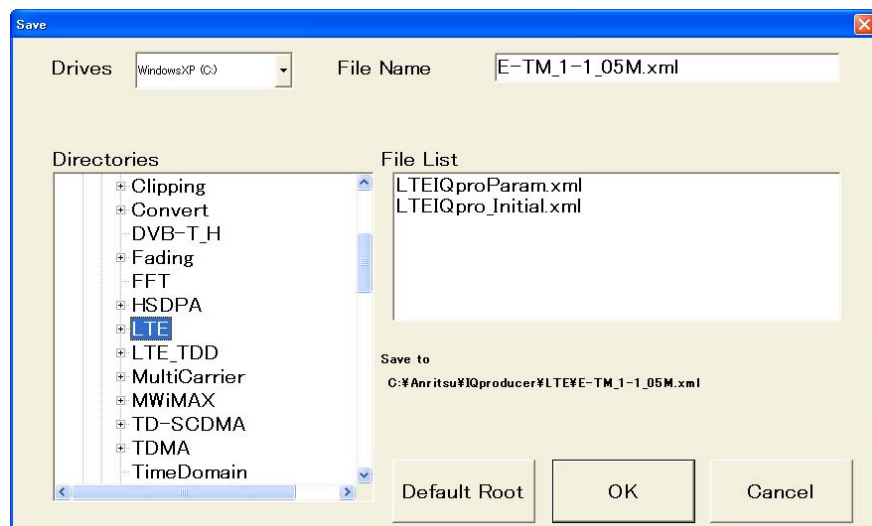 Save
Drives
WindowsXP (C:)
File Name
E-TM_1-1_05M.xml
Directories
Clipping
Convert
DVB-T_H
Fading
FFT
HSDPA
LTE
LTE_TDD
MultiCarrier
MWiMAX
TD-SCDMA
TDMA
TimeDomain
File List
LTEIQproParam.xml
LTEIQpro_Initial.xml
Save to
C:¥Anritsu¥IQproducer¥LTE¥E-TM_1-1_05M.xml
Default Root
OK
Cancel